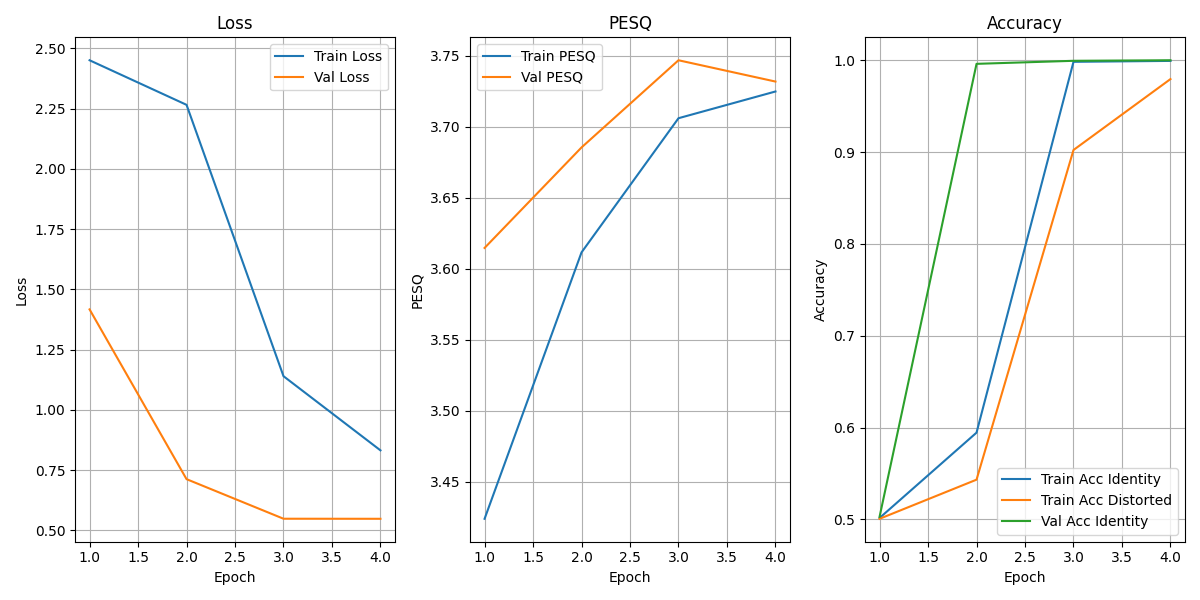 Loss
2.50
2.25
2.00
1.75
1.50
1.25
1.00
0.75
0.50
Loss
Train Loss
Val Loss
1.0 1.5 2.0 2.5 3.0 3.5 4.0
Epoch
PESQ
3.75
3.70
3.65
3.60
3.55
3.50
3.45
PESQ
Train PESQ
Val PESQ
1.0 1.5 2.0 2.5 3.0 3.5 4.0
Epoch
Accuracy
1.0
0.9
0.8
0.7
0.6
0.5
Accuracy
Train Acc Identity
Train Acc Distorted
Val Acc Identity
1.0 1.5 2.0 2.5 3.0 3.5 4.0
Epoch